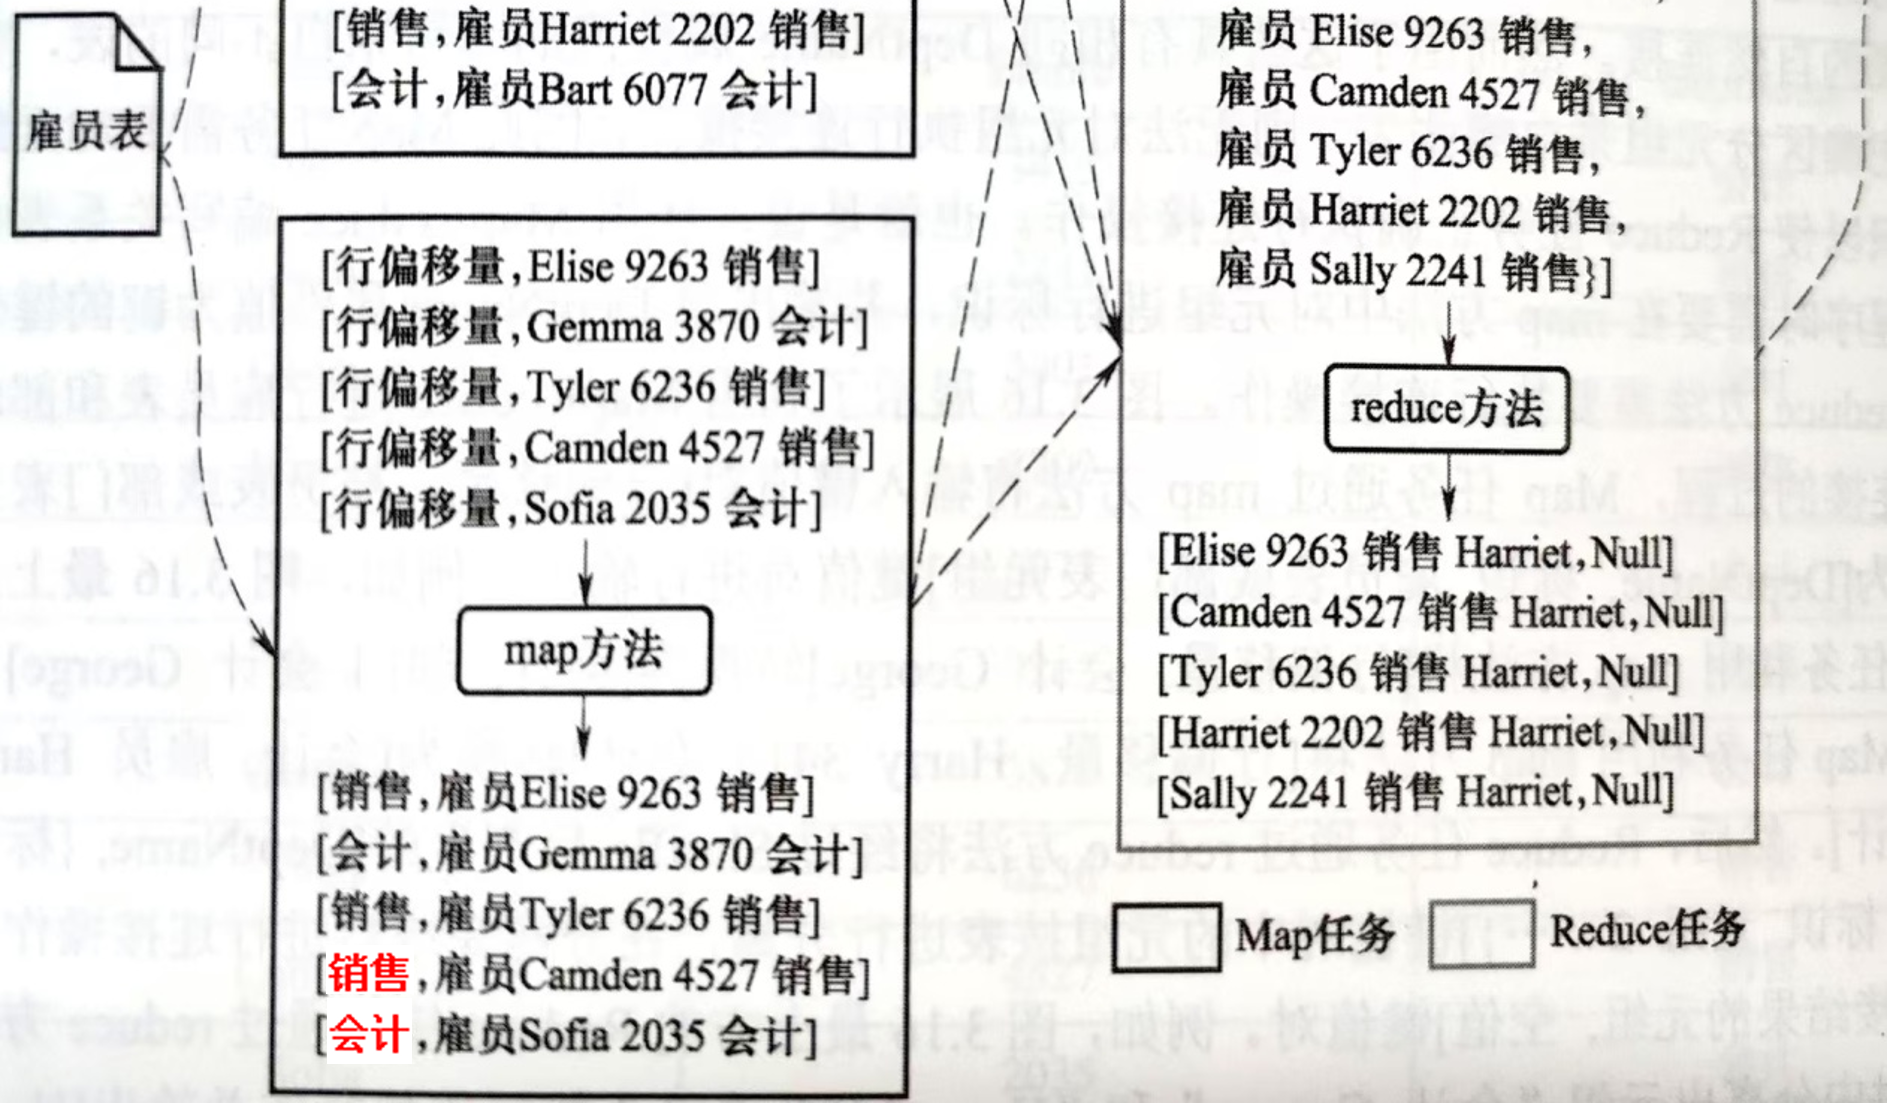 雇员表
[销售,雇员Harriet 2202 销售]
[会计,雇员Bart 6077 会计]
[行偏移量,Elise 9263 销售]
[行偏移量,Gemma 3870 会计]
[行偏移量,Tyler 6236 销售]
[行偏移量,Camden 4527 销售]
[行偏移量,Sofia 2035 会计]
map方法
[销售,雇员Elise 9263 销售]
[会计,雇员Gemma 3870 会计]
[销售,雇员Tyler 6236 销售]
[销售,雇员Camden 4527 销售]
[会计,雇员Sofia 2035 会计]
雇员 Elise 9263 销售,
雇员 Camden 4527 销售,
雇员 Tyler 6236 销售,
雇员 Harriet 2202 销售,
雇员 Sally 2241 销售}]
reduce方法
[Elise 9263 销售 Harriet,Null]
[Camden 4527 销售 Harriet,Null]
[Tyler 6236 销售 Harriet,Null]
[Harriet 2202 销售 Harriet,Null]
[Sally 2241 销售 Harriet,Null]
Map任务
Reduce任务